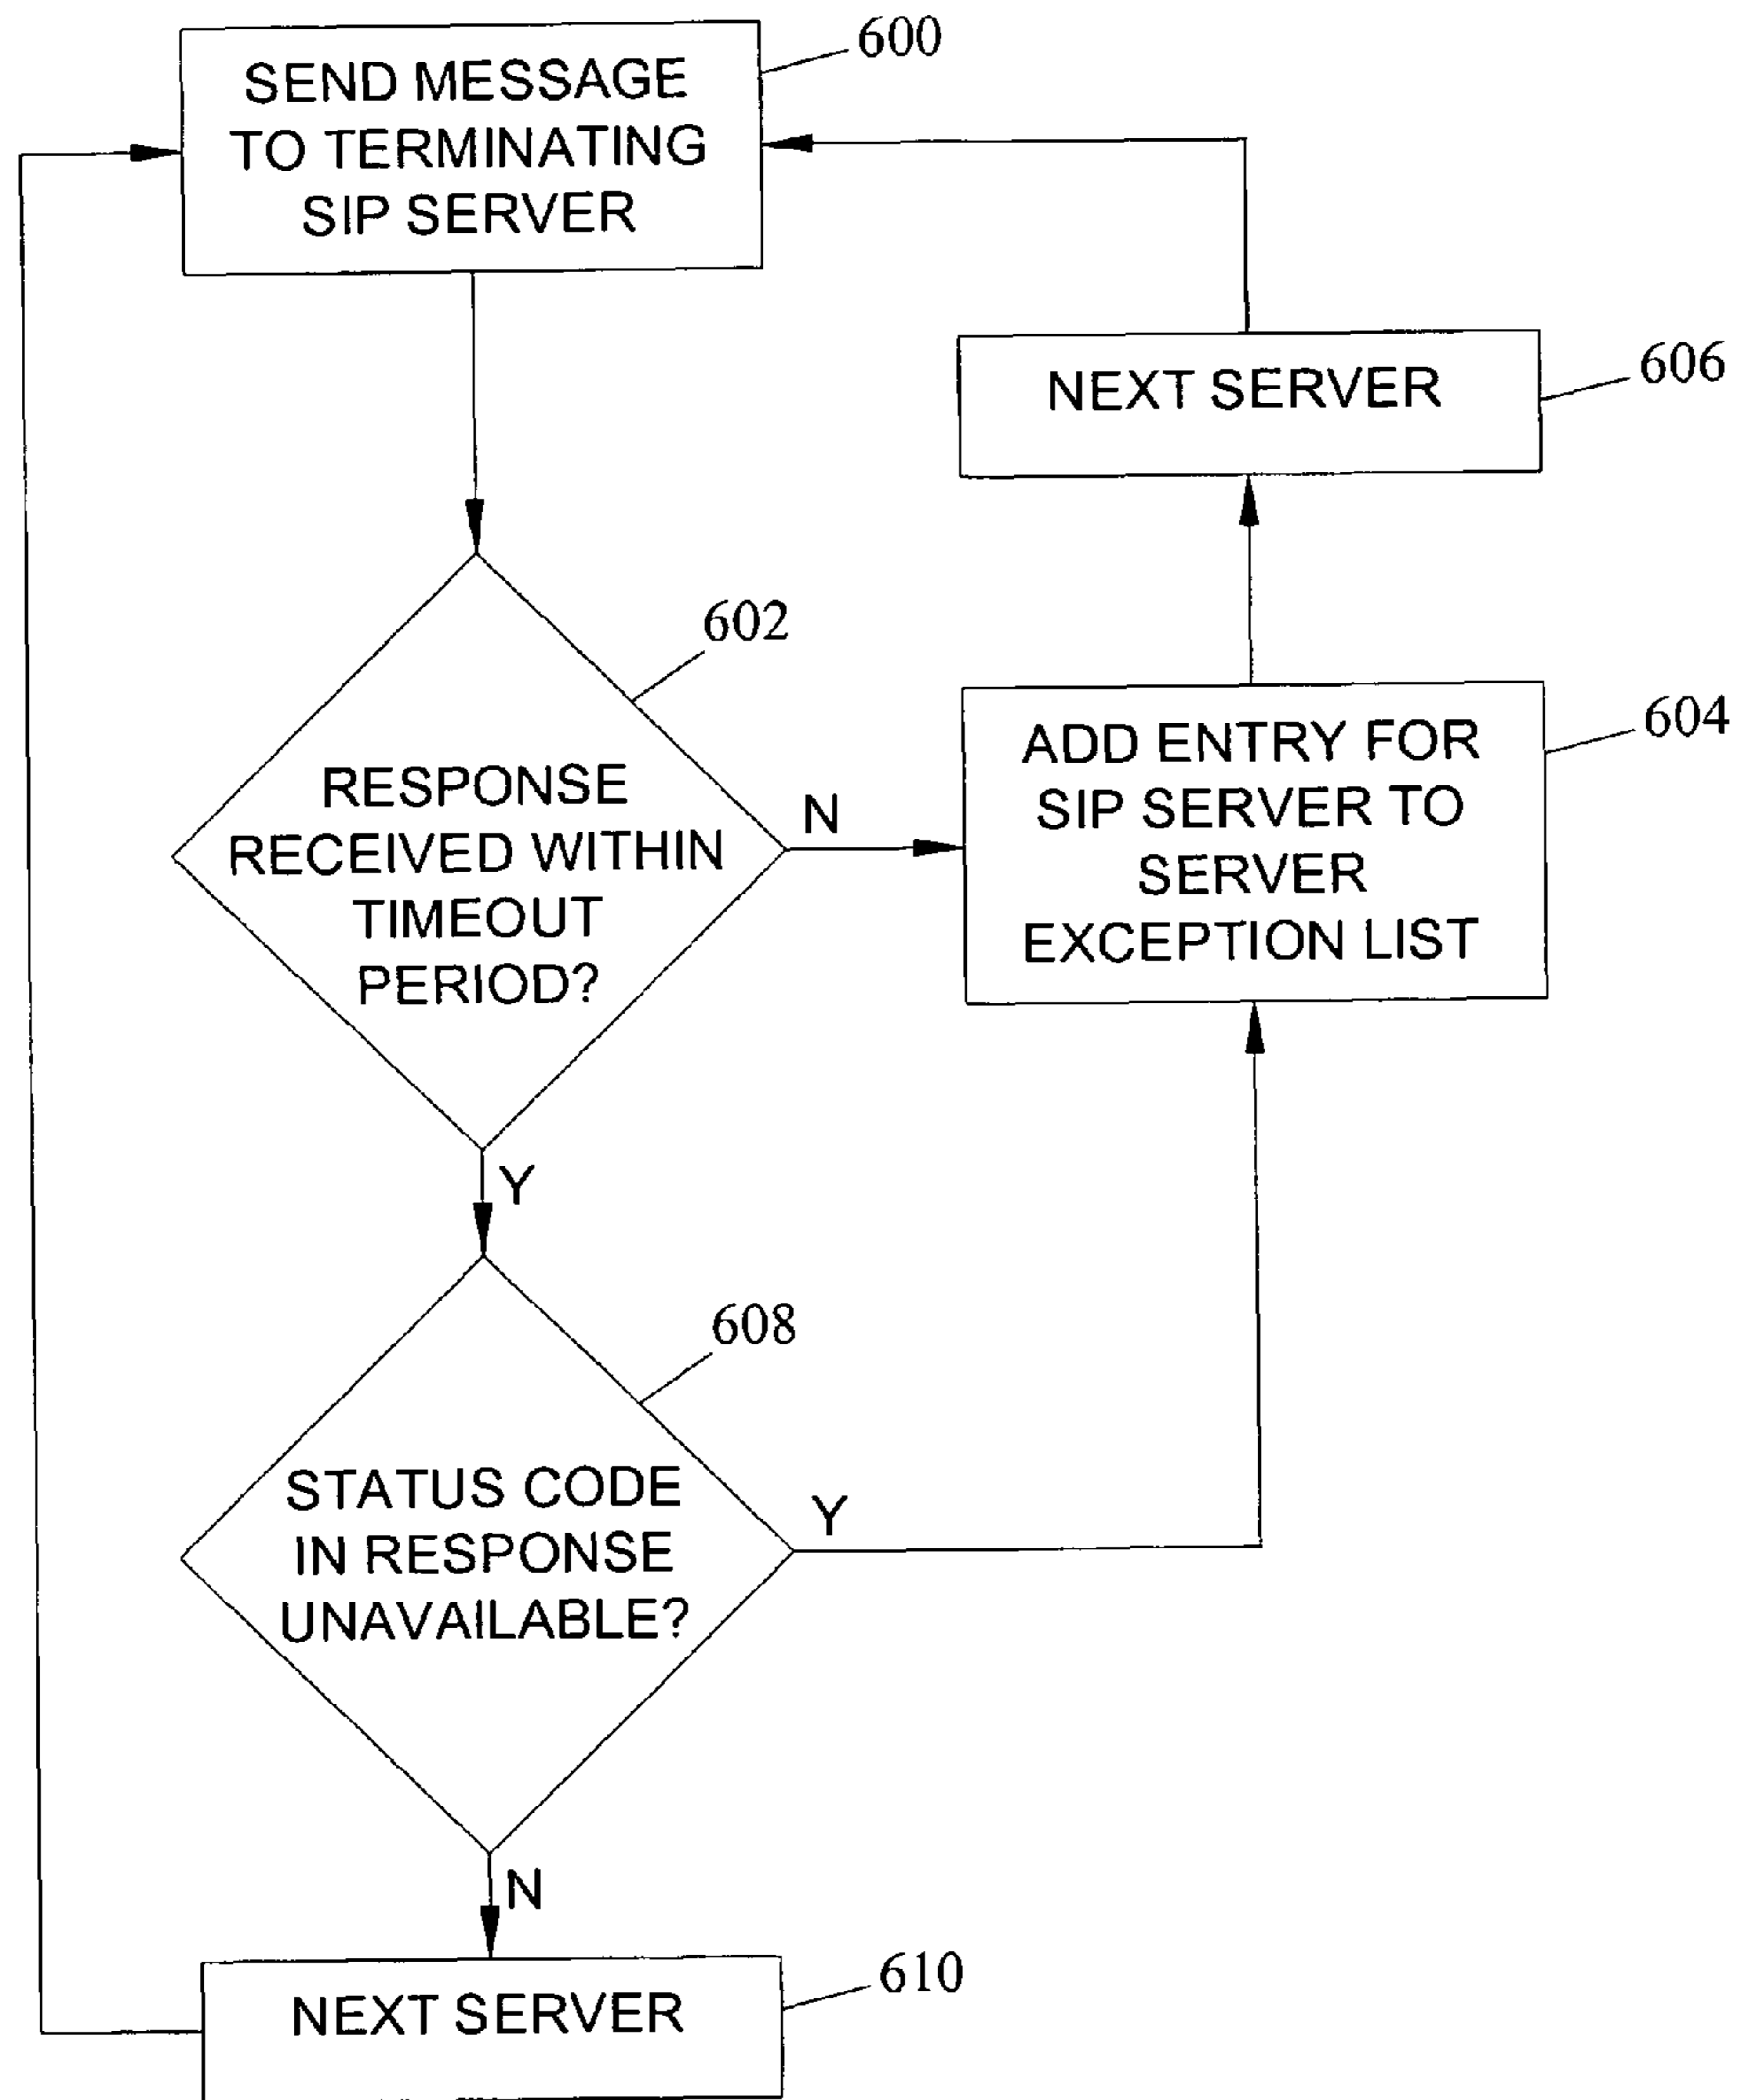 600
SEND MESSAGE
TO TERMINATING
SIP SERVER
606
NEXT SERVER
602
604
ADD ENTRY FOR
SIP SERVER TO
SERVER
EXCEPTION LIST
RESPONSE
RECEIVED WITHIN
TIMEOUT
PERIOD?
N
Y
608
STATUS CODE
IN RESPONSE
UNAVAILABLE?
Y
N
610
NEXT SERVER